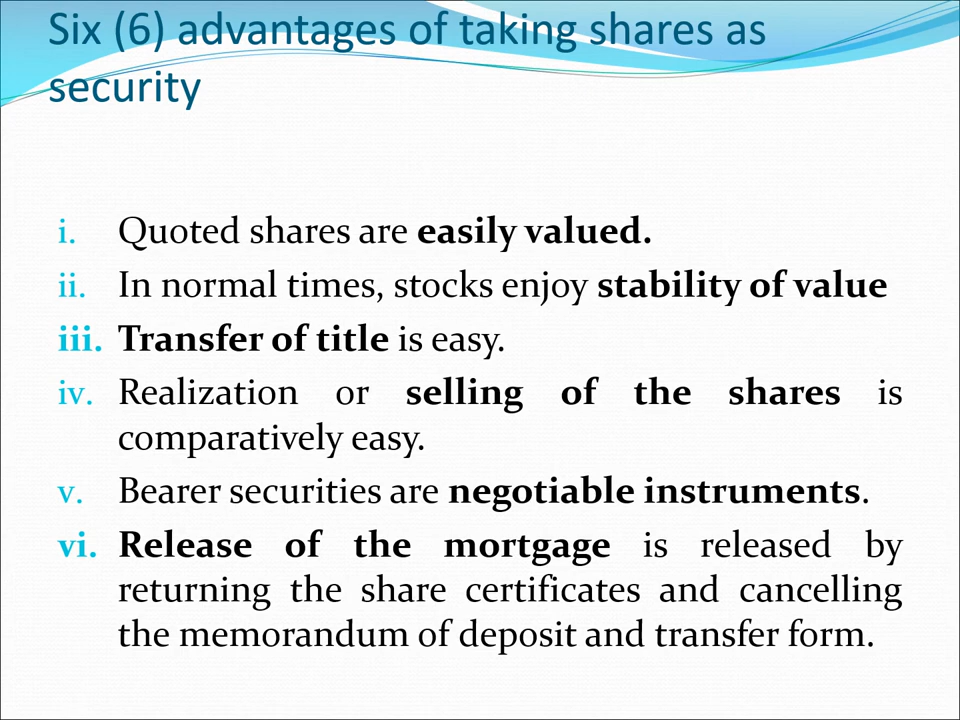 Six (6) advantages of taking shares as
security
i. Quoted shares are easily valued.
ii. In normal times, stocks enjoy stability of value
iii. Transfer of title is easy.
iv. Realization or selling of the shares is
comparatively easy.
v. Bearer securities are negotiable instruments.
vi. Release of the mortgage is released by
returning the share certificates and cancelling
the memorandum of deposit and transfer form.